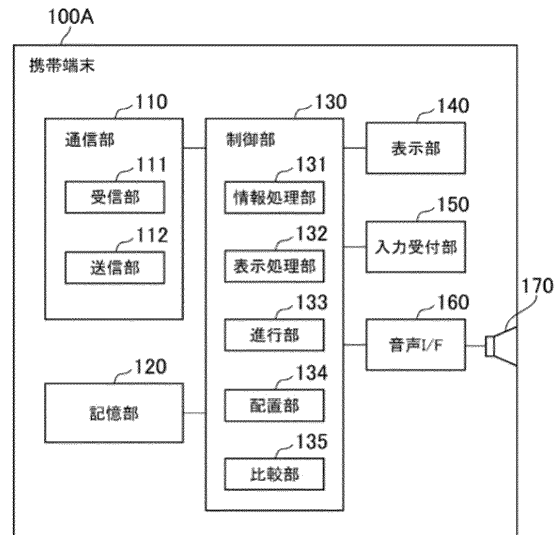 100A
携帯端末
110
通信部
111
受信部
112
送信部
120
記憶部
130
制御部
131
情報処理部
132
表示処理部
133
進行部
134
配置部
135
比較部
140
表示部
150
入力受付部
160
音声I/F
170